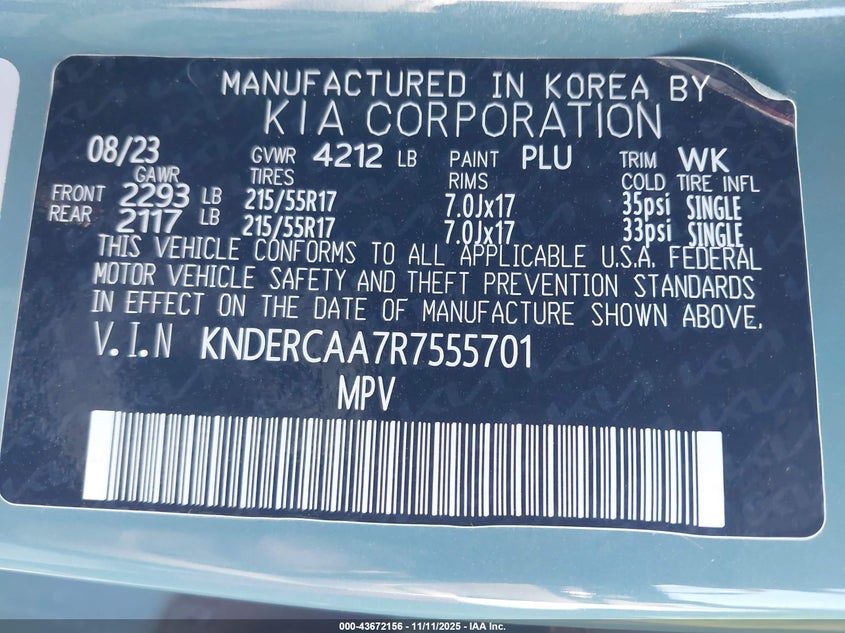 MANUFACTURED IN KOREA BY
KIA CORPORATION
08/23 GVWR 4212 LB PAINT PLU TRIM WK
GAWR TIRES RIMS COLD TIRE INFL
FRONT 2293 LB 215/55R17 7.0Jx17 35psi SINGLE
REAR 2117 LB 215/55R17 7.0Jx17 33psi SINGLE
THIS VEHICLE CONFORMS TO ALL APPLICABLE U.S.A. FEDERAL
MOTOR VEHICLE SAFETY AND THEFT PREVENTION STANDARDS
IN EFFECT ON THE DATE OF MANUFACTURE SHOWN ABOVE.
V.I.N KNDERCAA7R7555701
MPV
000-43672156 - 11/11/2025 - IAA Inc.